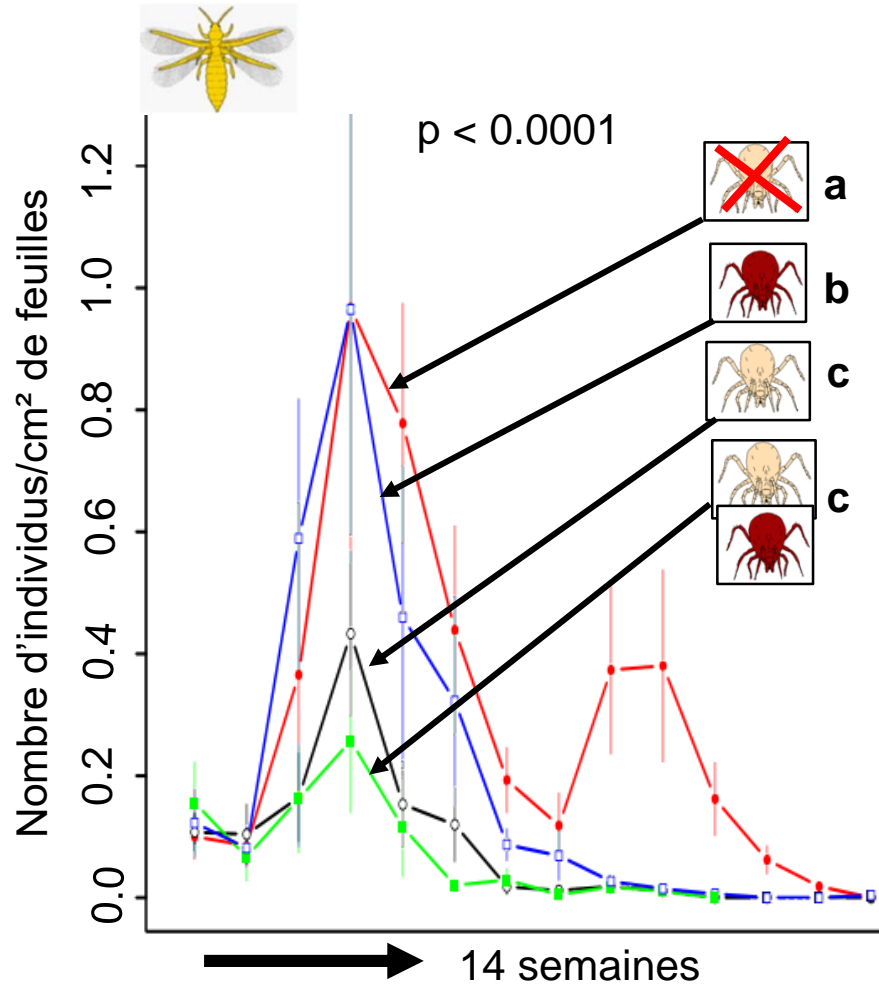 p < 0.0001
Nombre d'individus/cm² de feuilles
1.2
1.0
0.8
0.6
0.4
0.2
0.0
a
b
c
c
14 semaines